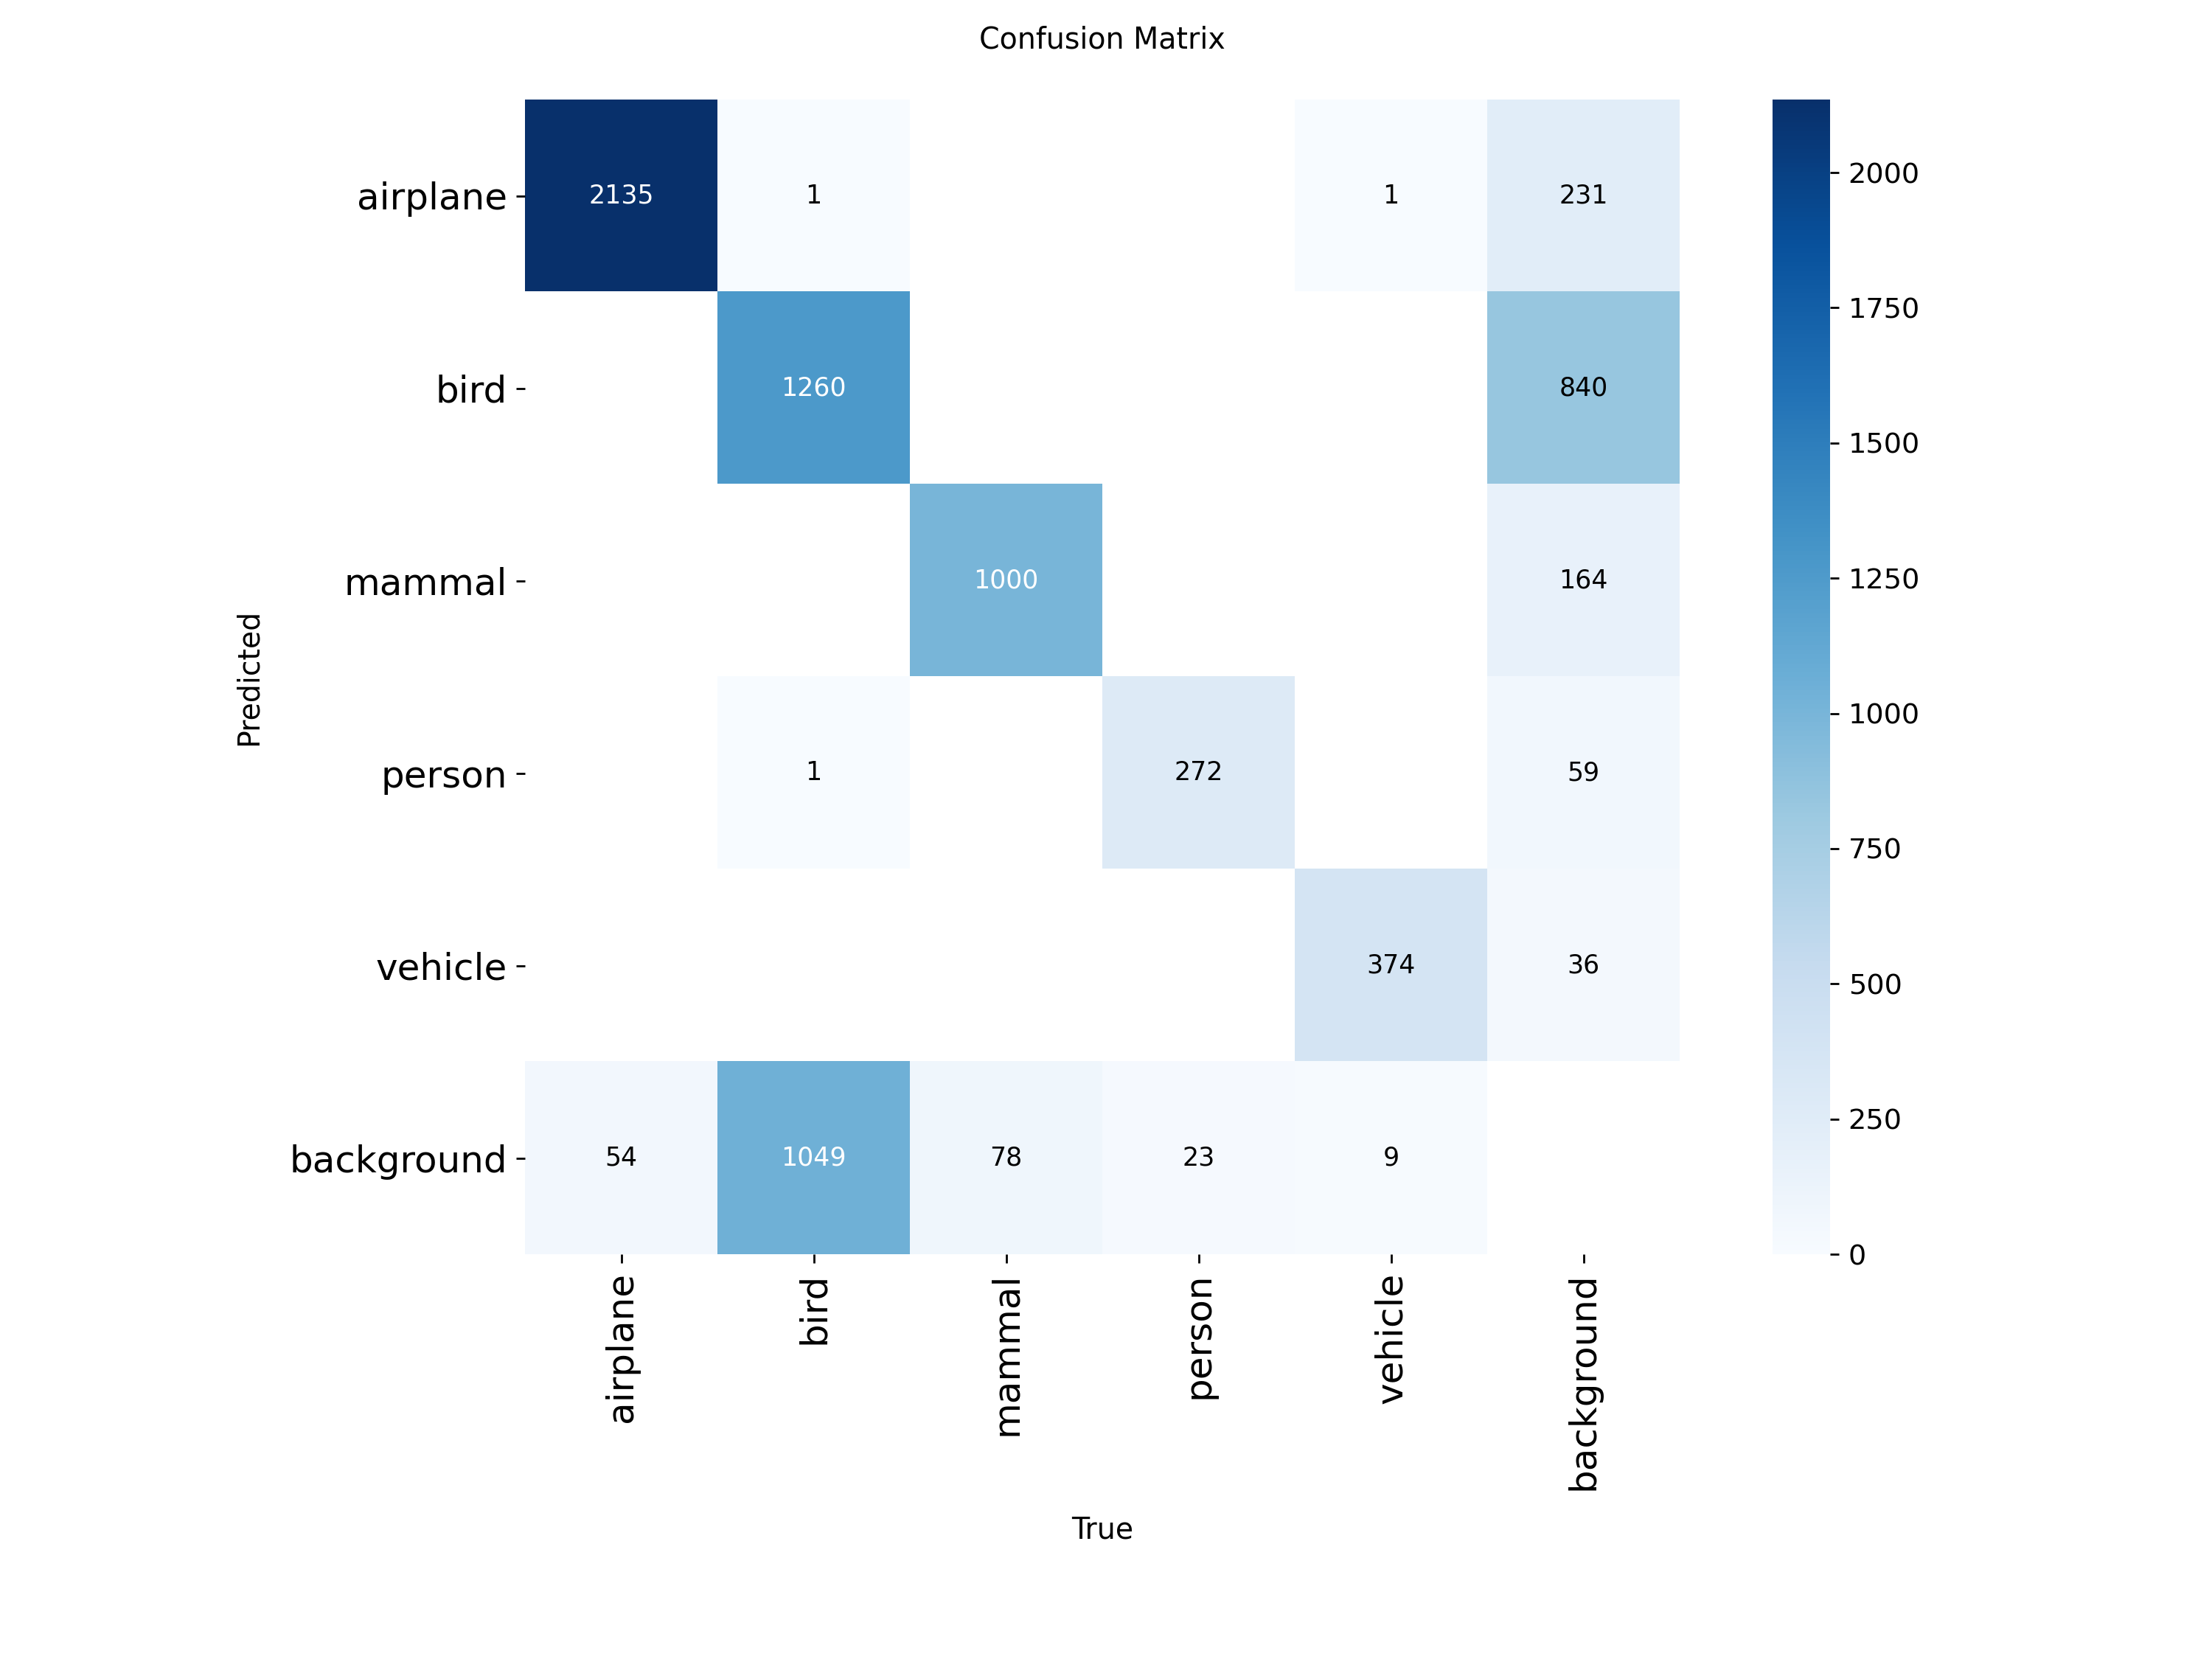 Confusion Matrix
airplane
2135
1
1
231
bird
1260
840
mammal
1000
164
person
1
272
59
vehicle
374
36
background
54
1049
78
23
9
airplane
bird
mammal
person
vehicle
background
Predicted
True
2000
1750
1500
1250
1000
750
500
250
0